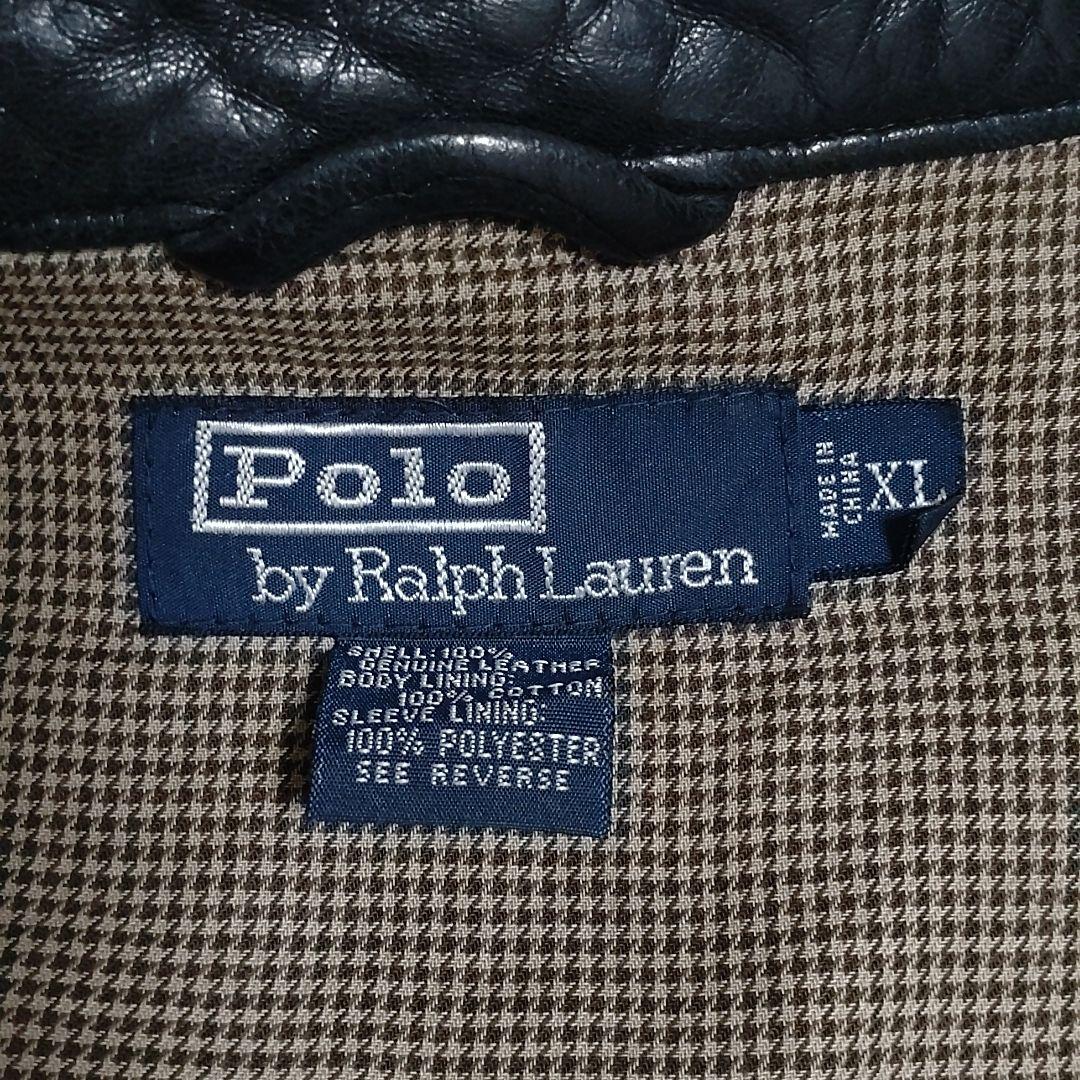 Polo
by Ralph Lauren
MADE IN
CHINA
XL
SHELL:100%
GENUINE LEATHER
BODY LINING:
100% COTTON
SLEEVE LINING:
100% POLYESTER
SEE REVERSE